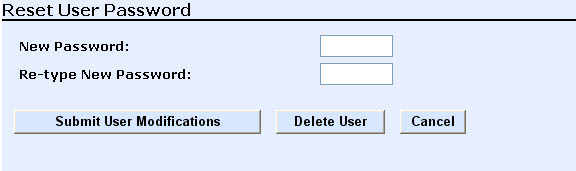 Reset User Password
New Password:
Re-type New Password:
Submit User Modifications Delete User Cancel